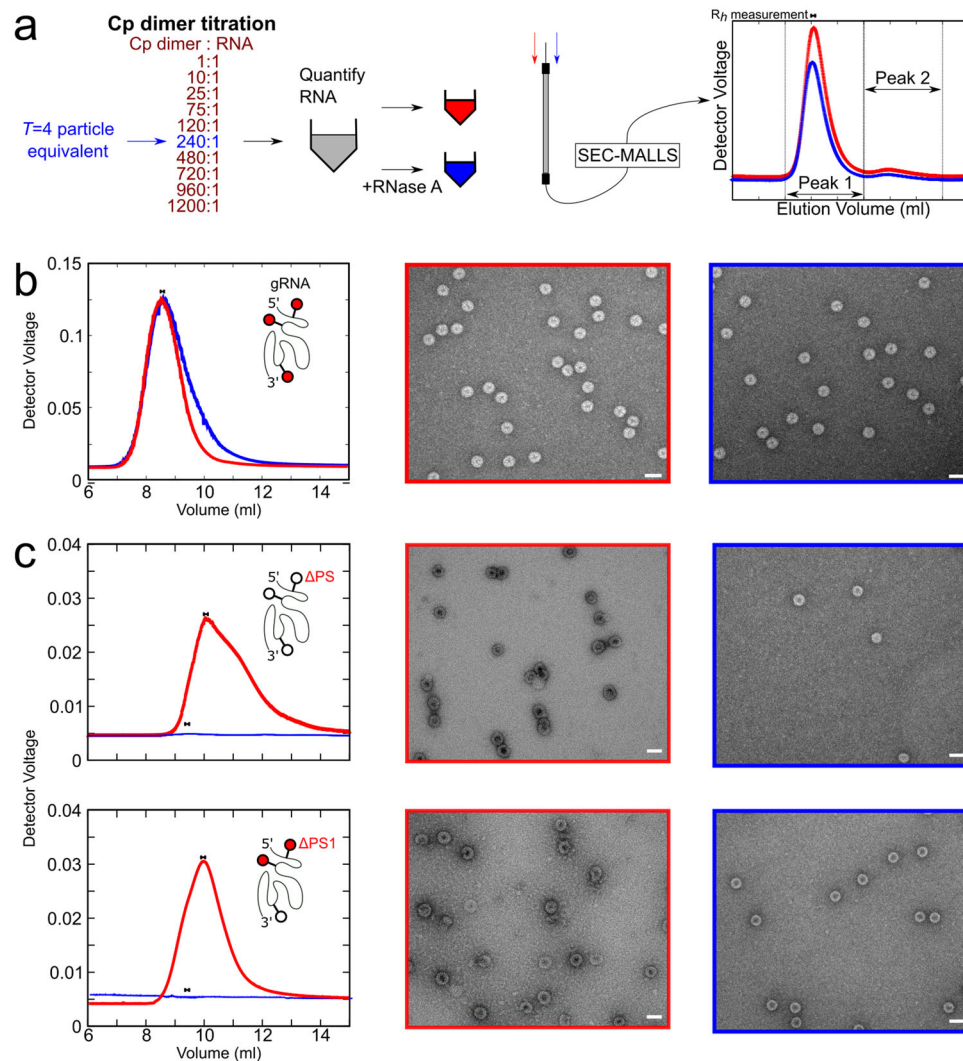 a
Cp dimer titration
Cp dimer : RNA
1:1
10:1
25:1
75:1
120:1
240:1
480:1
720:1
960:1
1200:1
T=4 particle
equivalent
Quantify
RNA
+RNase A
SEC-MALLS
Rh measurement
Detector Voltage
Peak 2
Peak 1
Elution Volume (ml)
b
0.15
0.10
0.05
0
Detector Voltage
gRNA
5'
3'
6 8 10 12 14
Volume (ml)
c
0.04
0.03
0.02
0.01
0
5'
ΔPS
3'
Detector Voltage
0.04
0.03
0.02
0.01
0
5'
ΔPS1
3'
6 8 10 12 14
Volume (ml)